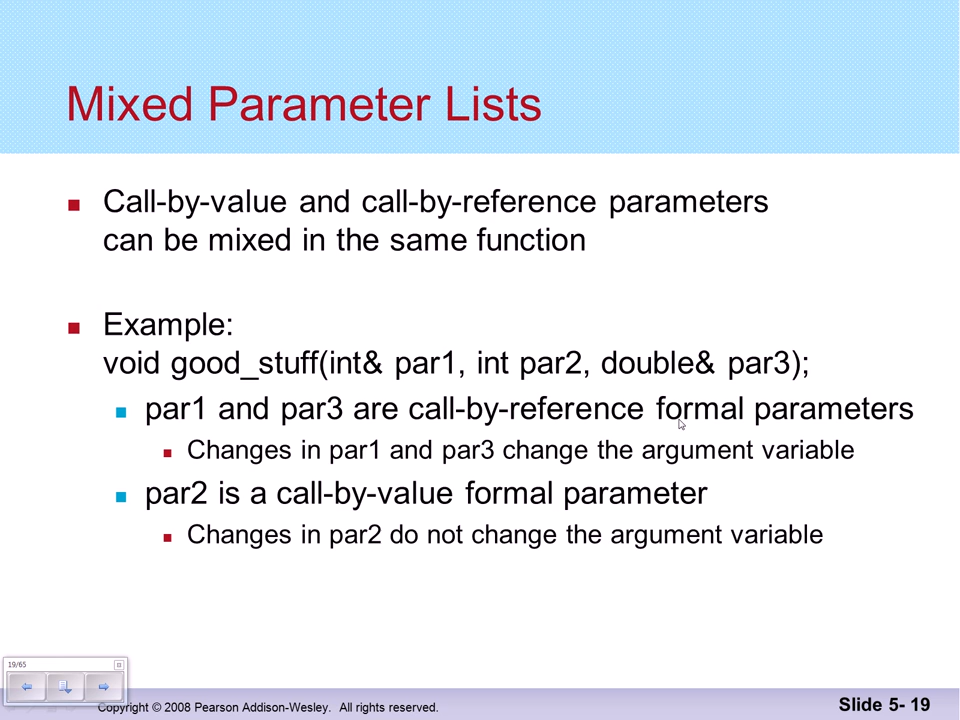 Mixed Parameter Lists
Call-by-value and call-by-reference parameters
can be mixed in the same function
Example:
void good_stuff(int& par1, int par2, double& par3);
par1 and par3 are call-by-reference formal parameters
Changes in par1 and par3 change the argument variable
par2 is a call-by-value formal parameter
Changes in par2 do not change the argument variable
19/65
Copyright © 2008 Pearson Addison-Wesley. All rights reserved.
Slide 5- 19